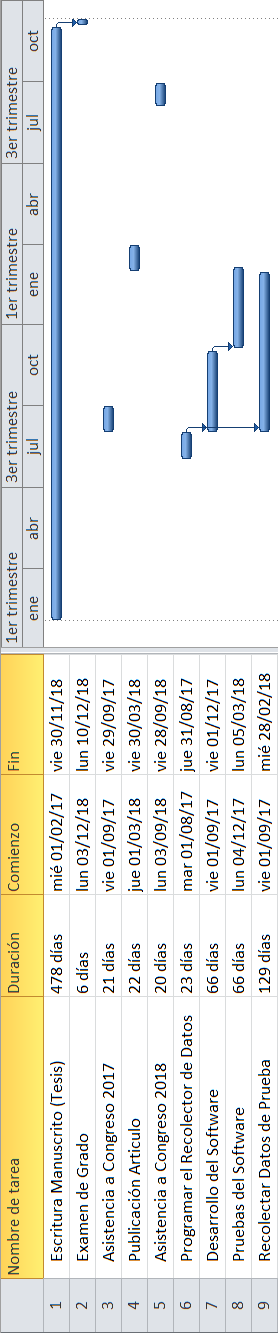 Nombre de tarea Duración Comienzo Fin 1er trimestre 3er trimestre 1er trimestre 3er trimestre
ene abr jul oct ene abr jul oct
1 Escritura Manuscrito (Tesis) 478 días mié 01/02/17 vie 30/11/18
2 Examen de Grado 6 días lun 03/12/18 lun 10/12/18
3 Asistencia a Congreso 2017 21 días vie 01/09/17 vie 29/09/17
4 Publicación Articulo 22 días jue 01/03/18 vie 30/03/18
5 Asistencia a Congreso 2018 20 días lun 03/09/18 vie 28/09/18
6 Programar el Recolector de Datos 23 días mar 01/08/17 jue 31/08/17
7 Desarrollo del Software 66 días vie 01/09/17 vie 01/12/17
8 Pruebas del Software 66 días lun 04/12/17 lun 05/03/18
9 Recolectar Datos de Prueba 129 días vie 01/09/17 mié 28/02/18